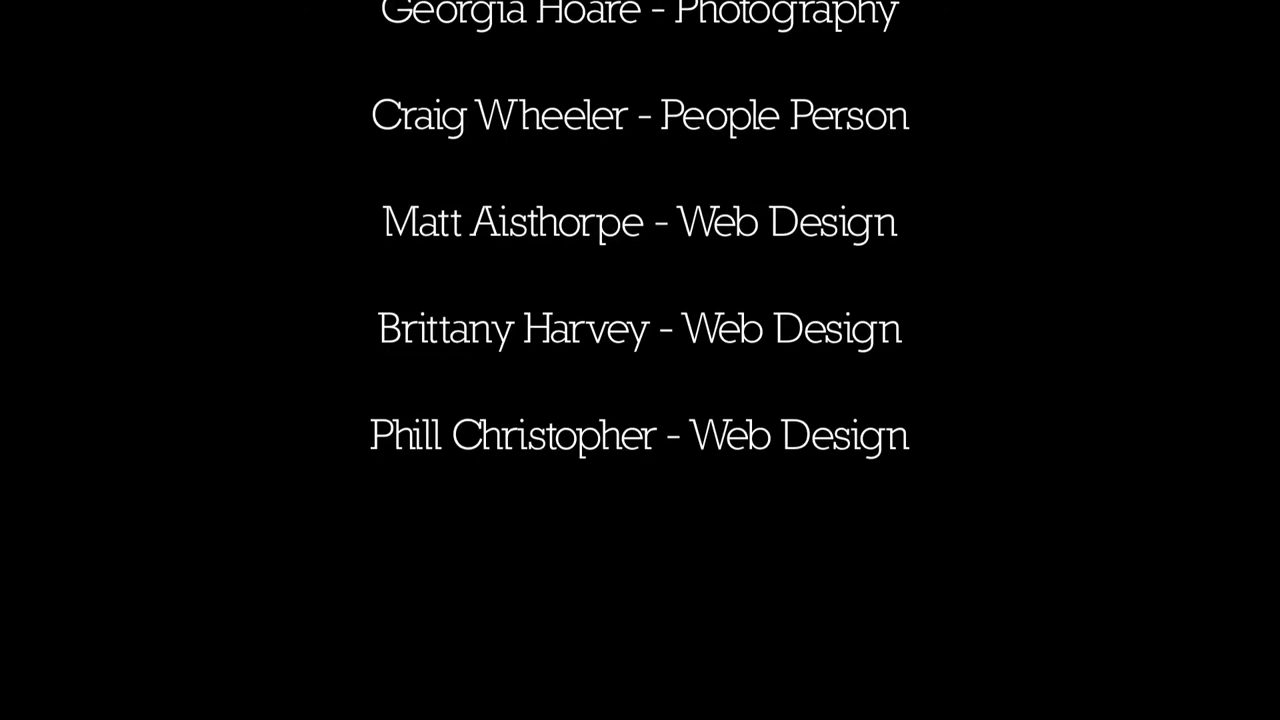 Georgia Hoare - Photography
Craig Wheeler - People Person
Matt Aisthorpe - Web Design
Brittany Harvey - Web Design
Phill Christopher - Web Design